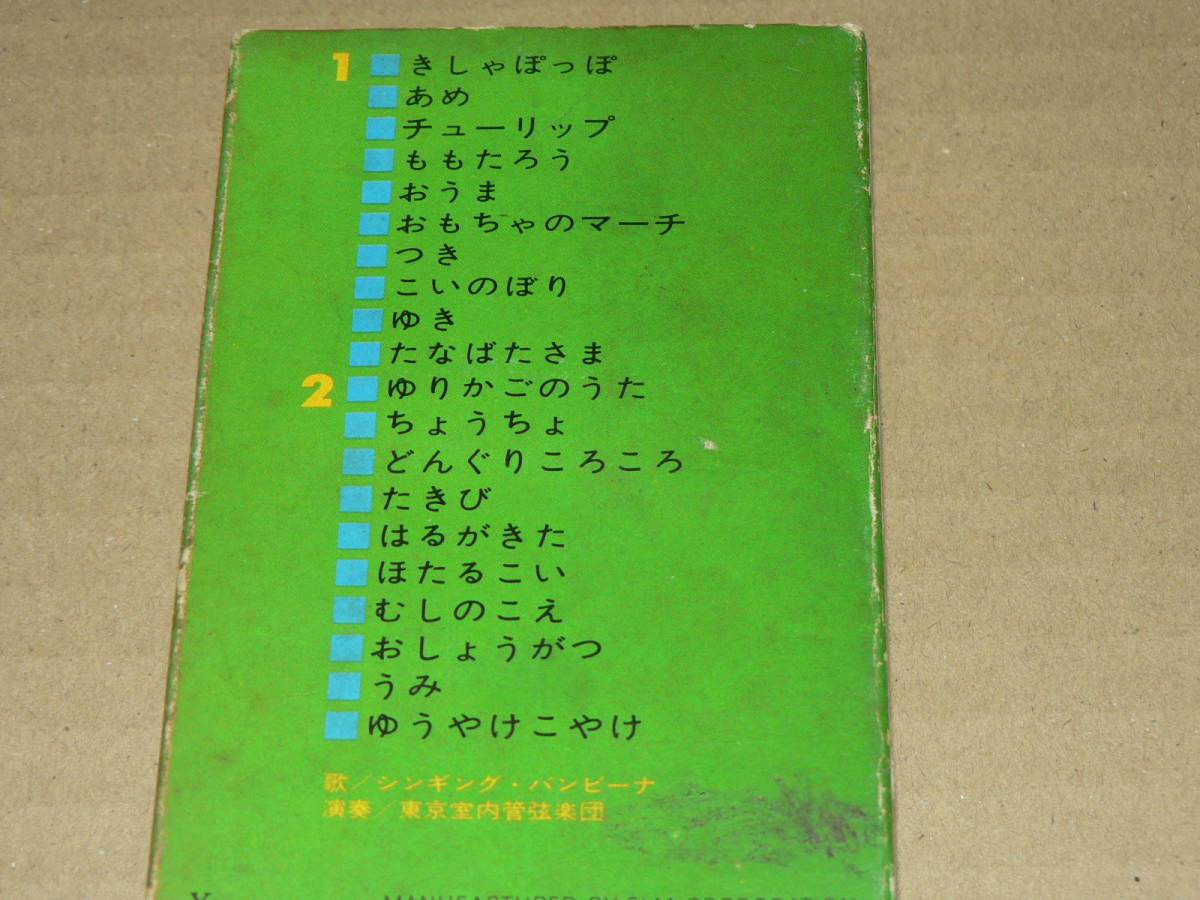 1 きしゃぽっぽ
あめ
チューリップ
ももたろう
おうま
おもちゃのマーチ
つき
こいのぼり
ゆき
たなばたさま
2 ゆりかごのうた
ちょうちょ
どんぐりころころ
たきび
はるがきた
ほたるこい
むしのこえ
おしょうがつ
うみ
ゆうやけこやけ
歌/シンギング・バンビーナ
演奏/東京室内管弦楽団
MANUFACTURED BY